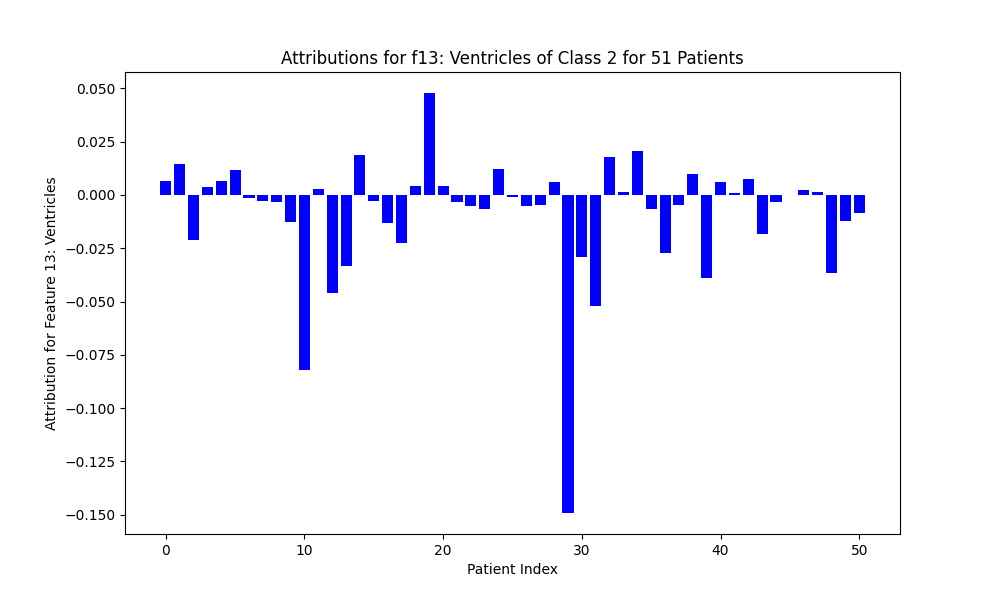 Attributions for f13: Ventricles of Class 2 for 51 Patients
Attribution for Feature 13: Ventricles
0.050
0.025
0.000
−0.025
−0.050
−0.075
−0.100
−0.125
−0.150
0 10 20 30 40 50
Patient Index